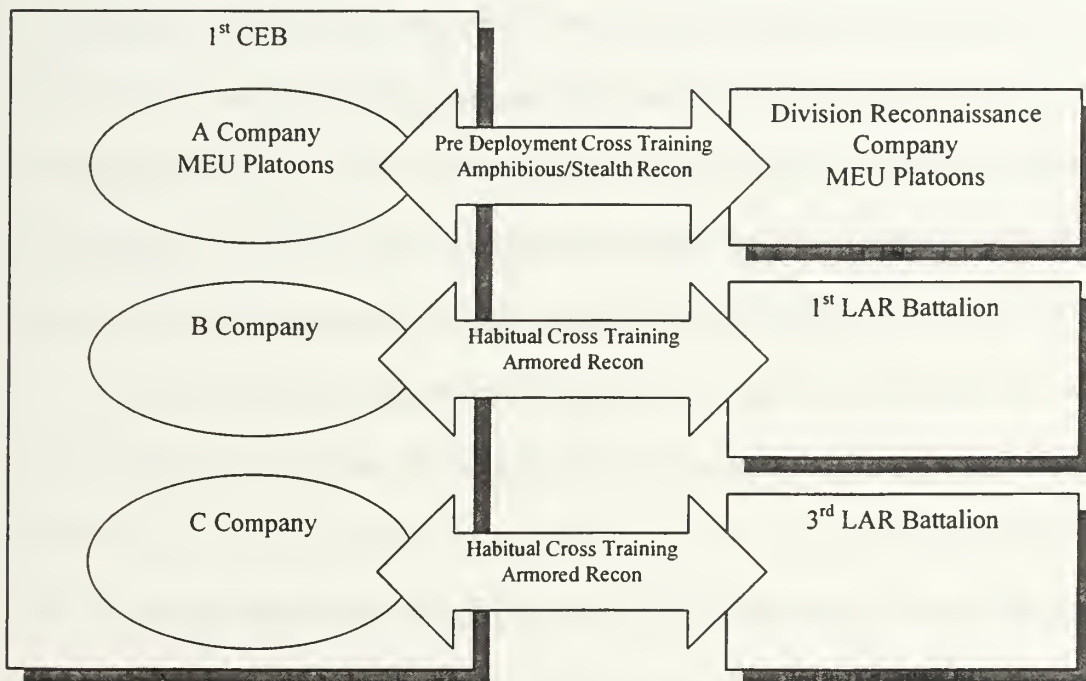 1st CEB
A Company
MEU Platoons
Pre Deployment Cross Training
Amphibious/Stealth Recon
Division Reconnaissance
Company
MEU Platoons
B Company
Habitual Cross Training
Armored Recon
1st LAR Battalion
C Company
Habitual Cross Training
Armored Recon
3rd LAR Battalion